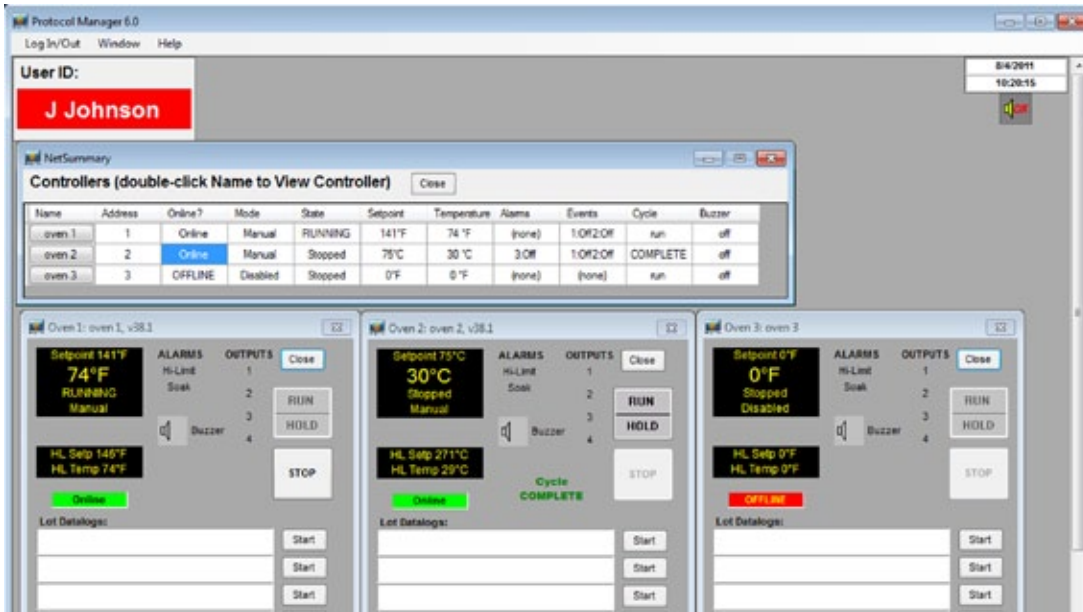 Protocol Manager 6.0
Log In/Out Window Help
User ID:
J Johnson
8/4/2011
10:20:15
Off
NetSummary
Controllers (double-click Name to View Controller) Close
Name Address Online? Mode State Setpoint Temperature Alarms Events Cycle Buzzer
oven 1 1 Online Manual RUNNING 141°F 74 °F (none) 1:Off2:Off run off
oven 2 2 Online Manual Stopped 75°C 30 °C 3:Off 1:Off2:Off COMPLETE off
oven 3 3 OFFLINE Disabled Stopped 0°F 0 °F (none) (none) run off
Oven 1: oven 1, v38.1
Setpoint 141°F
74°F
RUNNING
Manual
ALARMS OUTPUTS Close
Hi-Limit 1
Soak 2
3
4
Buzzer
RUN
HOLD
STOP
HL Setp 146°F
HL Temp 74°F
Online
Lot Datalogs:
Start
Start
Start
Oven 2: oven 2, v38.1
Setpoint 75°C
30°C
Stopped
Manual
ALARMS OUTPUTS Close
Hi-Limit 1
Soak 2
3
4
Buzzer
RUN
HOLD
STOP
HL Setp 271°C
HL Temp 29°C
Cycle
COMPLETE
Online
Lot Datalogs:
Start
Start
Start
Oven 3: oven 3
Setpoint 0°F
0°F
Stopped
Disabled
ALARMS OUTPUTS Close
Hi-Limit 1
Soak 2
3
4
Buzzer
RUN
HOLD
STOP
HL Setp 0°F
HL Temp 0°F
OFFLINE
Lot Datalogs:
Start
Start
Start